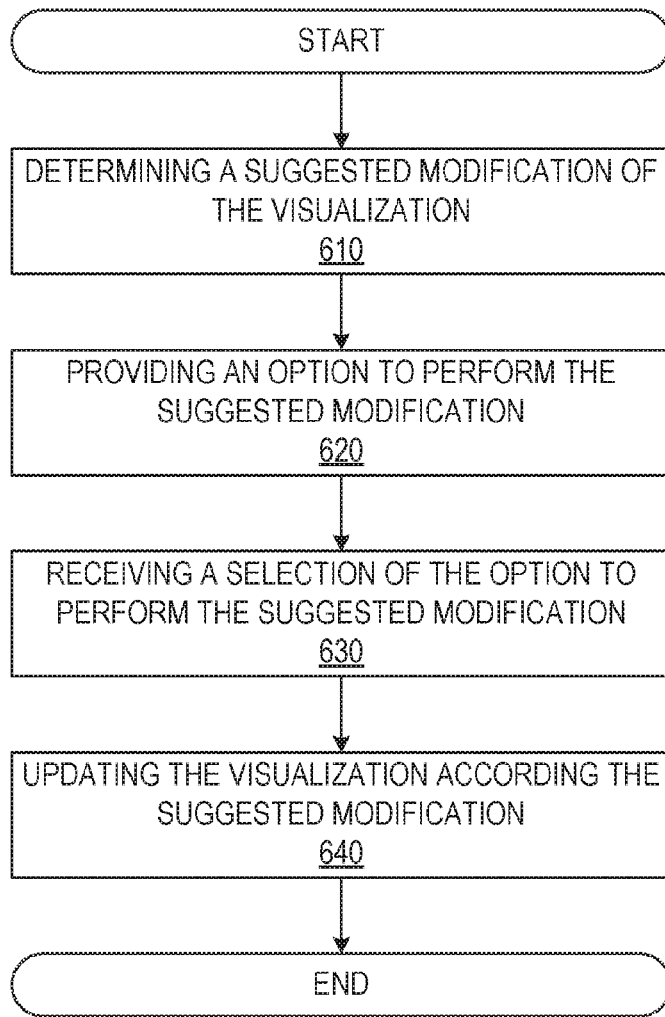 START
DETERMINING A SUGGESTED MODIFICATION OF
THE VISUALIZATION
610
PROVIDING AN OPTION TO PERFORM THE
SUGGESTED MODIFICATION
620
RECEIVING A SELECTION OF THE OPTION TO
PERFORM THE SUGGESTED MODIFICATION
630
UPDATING THE VISUALIZATION ACCORDING THE
SUGGESTED MODIFICATION
640
END